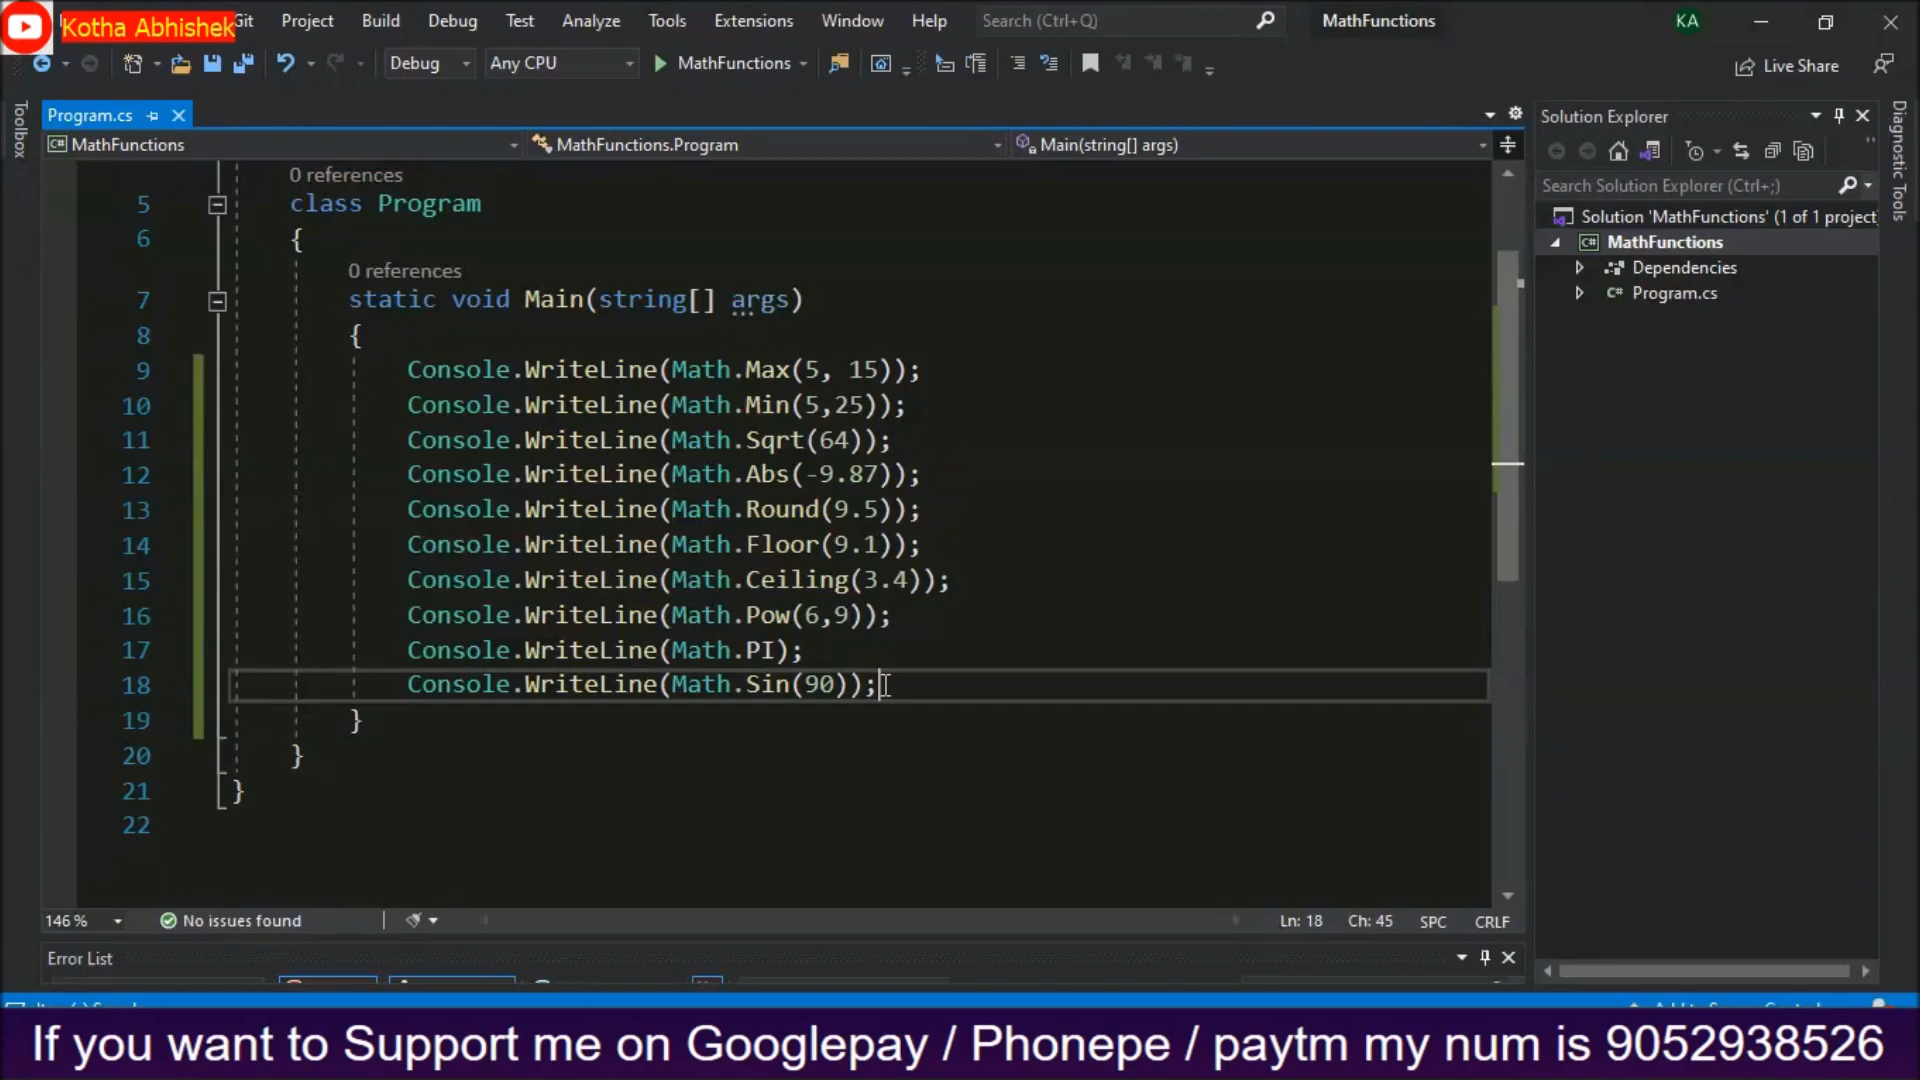 Kotha Abhishek
Git Project Build Debug Test Analyze Tools Extensions Window Help Search (Ctrl+Q) MathFunctions KA
Debug Any CPU MathFunctions Live Share
Toolbox
Program.cs
MathFunctions MathFunctions.Program Main(string[] args)
0 references
5 class Program
6 {
0 references
7 static void Main(string[] args)
8 {
9 Console.WriteLine(Math.Max(5, 15));
10 Console.WriteLine(Math.Min(5,25));
11 Console.WriteLine(Math.Sqrt(64));
12 Console.WriteLine(Math.Abs(-9.87));
13 Console.WriteLine(Math.Round(9.5));
14 Console.WriteLine(Math.Floor(9.1));
15 Console.WriteLine(Math.Ceiling(3.4));
16 Console.WriteLine(Math.Pow(6,9));
17 Console.WriteLine(Math.PI);
18 Console.WriteLine(Math.Sin(90));
19 }
20 }
21 }
22
146 % No issues found Ln: 18 Ch: 45 SPC CRLF
Error List
Solution Explorer
Search Solution Explorer (Ctrl+;)
Solution 'MathFunctions' (1 of 1 project
C# MathFunctions
Dependencies
C# Program.cs
Diagnostic Tools
If you want to Support me on Googlepay / Phonepe / paytm my num is 9052938526